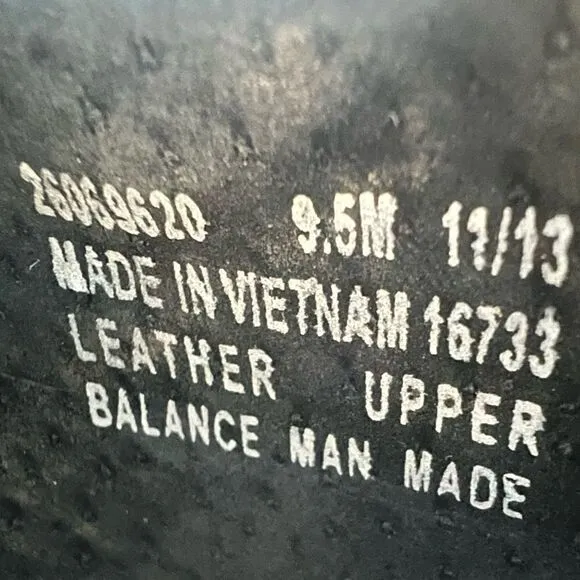 26069620 9.5M 11/13
MADE IN VIETNAM 16733
LEATHER UPPER
BALANCE MAN MADE